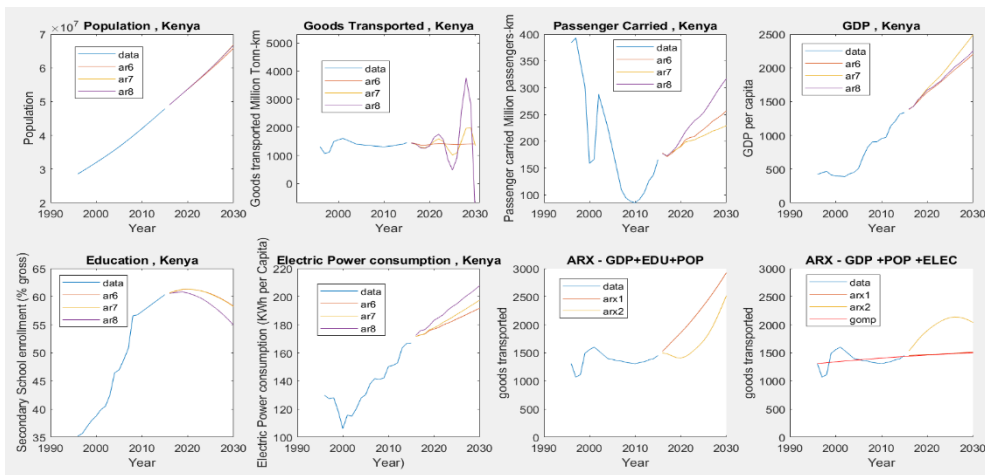 Population , Kenya
×10^7
7
6
5
4
3
2
Population
data
ar6
ar7
ar8
1990 2000 2010 2020 2030
Year
Goods Transported , Kenya
5000
4000
3000
2000
1000
0
Goods transported Million Tonn-km
data
ar6
ar7
ar8
2000 2010 2020 2030
Year
Passenger Carried , Kenya
400
350
300
250
200
150
100
Passenger carried Million passengers-km
data
ar6
ar7
ar8
1990 2000 2010 2020 2030
Year
GDP , Kenya
2500
2000
1500
1000
500
0
GDP per capita
data
ar6
ar7
ar8
1990 2000 2010 2020 2030
Year
Education , Kenya
65
60
55
50
45
40
35
Secondary School enrollment (% gross)
data
ar6
ar7
ar8
1990 2000 2010 2020 2030
Year
Electric Power consumption , Kenya
220
200
180
160
140
120
100
Electric Power consumption (KWh per Capita)
data
ar6
ar7
ar8
1990 2000 2010 2020 2030
Year)
ARX - GDP+EDU+POP
3000
2500
2000
1500
1000
500
0
goods transported
data
arx1
arx2
1990 2000 2010 2020 2030
Year
ARX - GDP +POP +ELEC
3000
2500
2000
1500
1000
500
0
goods transported
data
arx1
arx2
gomp
1990 2000 2010 2020 2030
Year